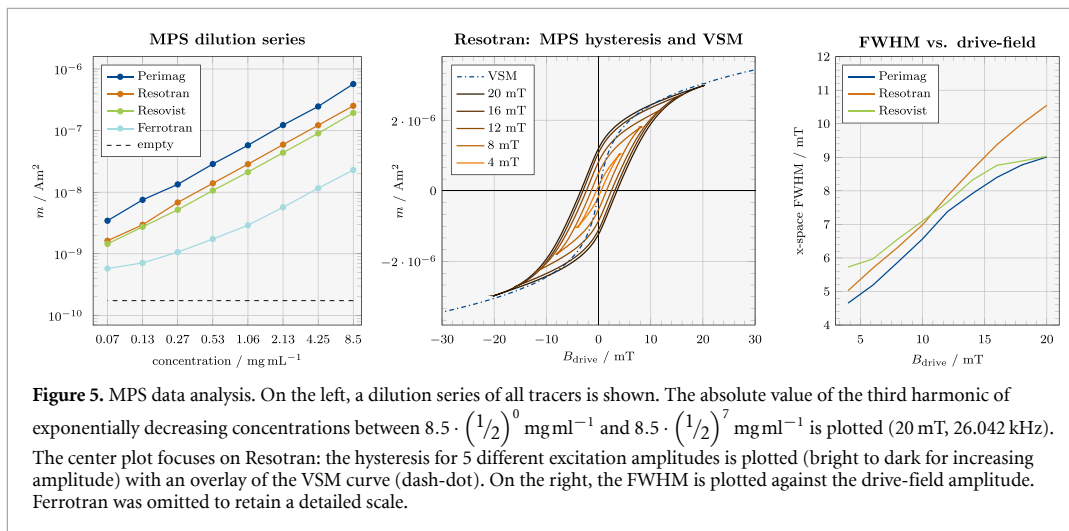 MPS dilution series
10⁻⁶
10⁻⁷
10⁻⁸
10⁻⁹
10⁻¹⁰
m / Am²
Perimag
Resotran
Resovist
Ferrotran
empty
0.07 0.13 0.27 0.53 1.06 2.13 4.25 8.5
concentration / mg mL⁻¹
Resotran: MPS hysteresis and VSM
VSM
20 mT
16 mT
12 mT
8 mT
4 mT
2 ·10⁻⁶
0
−2 ·10⁻⁶
m / Am²
−30 −20 −10 0 10 20 30
B_drive / mT
FWHM vs. drive-field
12
11
10
9
8
7
6
5
4
x-space FWHM / mT
Perimag
Resotran
Resovist
5 10 15 20
B_drive / mT
Figure 5. MPS data analysis. On the left, a dilution series of all tracers is shown. The absolute value of the third harmonic of
exponentially decreasing concentrations between 8.5 · (1/2)⁰ mg ml⁻¹ and 8.5 · (1/2)⁷ mg ml⁻¹ is plotted (20 mT, 26.042 kHz).
The center plot focuses on Resotran: the hysteresis for 5 different excitation amplitudes is plotted (bright to dark for increasing
amplitude) with an overlay of the VSM curve (dash-dot). On the right, the FWHM is plotted against the drive-field amplitude.
Ferrotran was omitted to retain a detailed scale.